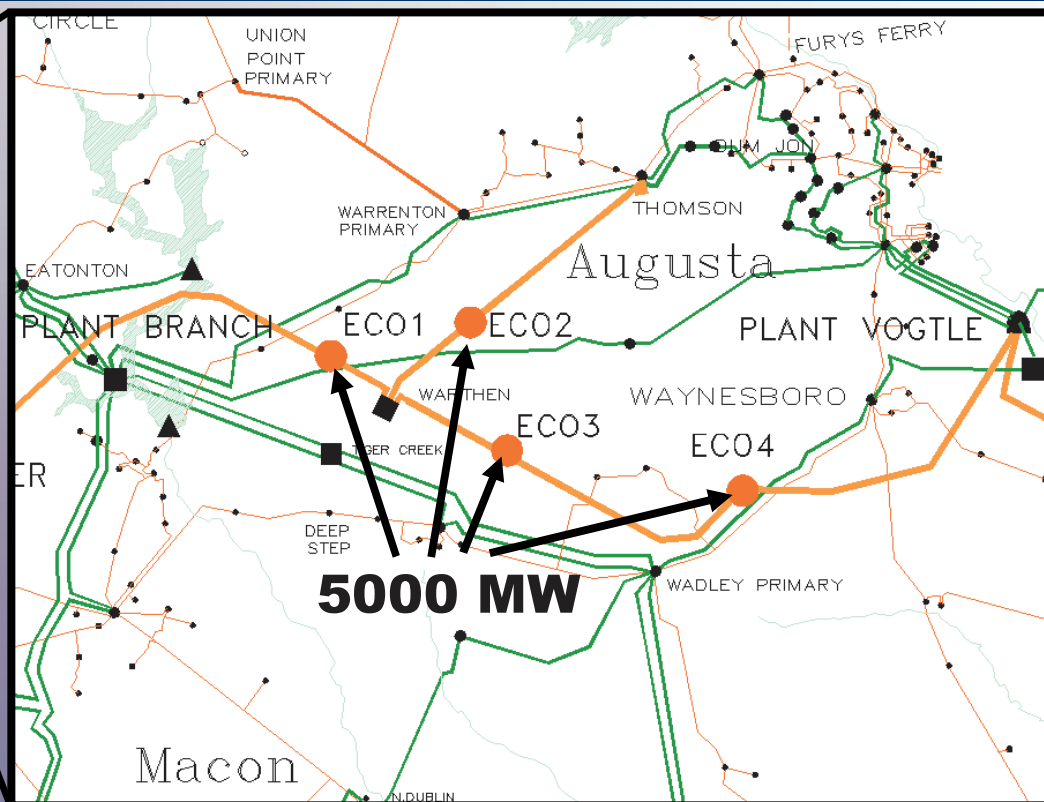 CIRCLE
UNION
POINT
PRIMARY
FURYS FERRY
DUM JON
WARRENTON
PRIMARY
THOMSON
Augusta
EATONTON
PLANT BRANCH
ECO1
ECO2
PLANT VOGTLE
WARTHEN
WAYNESBORO
ECO3
ECO4
TIGER CREEK
ER
DEEP
STEP
5000 MW
WADLEY PRIMARY
Macon
N.DUBLIN